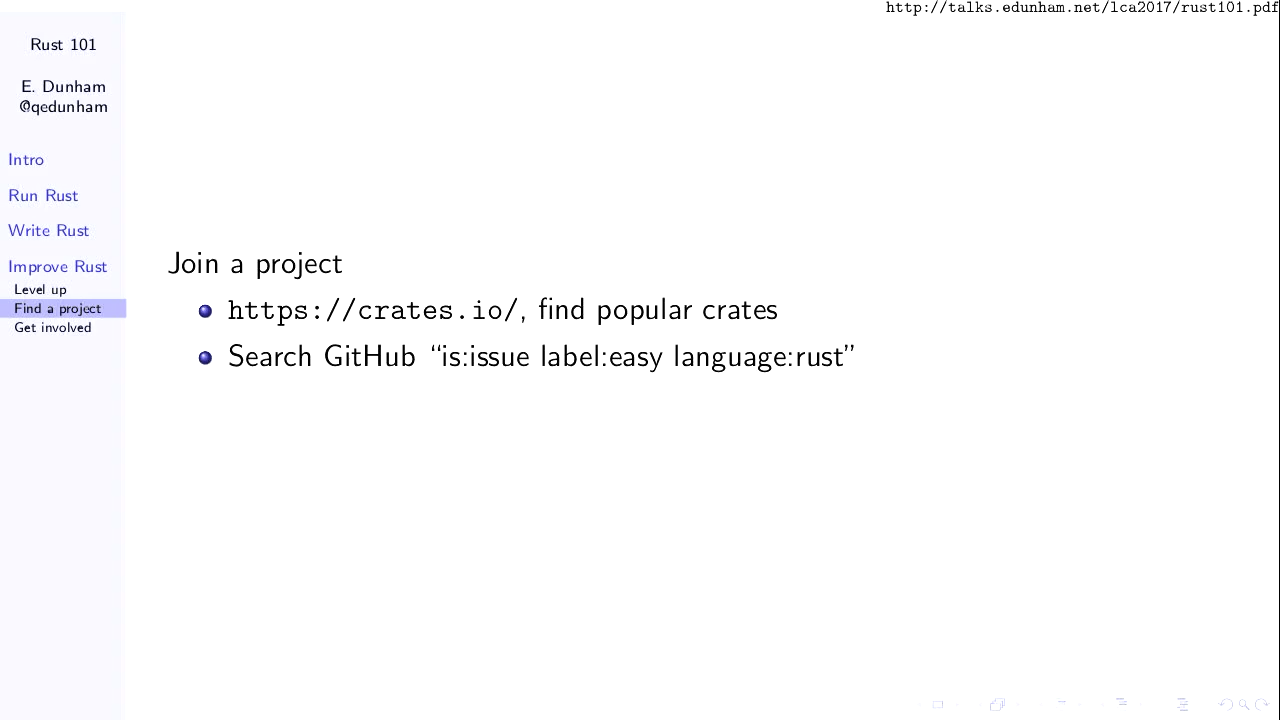 http://talks.edunham.net/lca2017/rust101.pdf
Rust 101
E. Dunham
@qedunham
Intro
Run Rust
Write Rust
Improve Rust
Level up
Find a project
Get involved
Join a project
https://crates.io/, find popular crates
Search GitHub “is:issue label:easy language:rust”